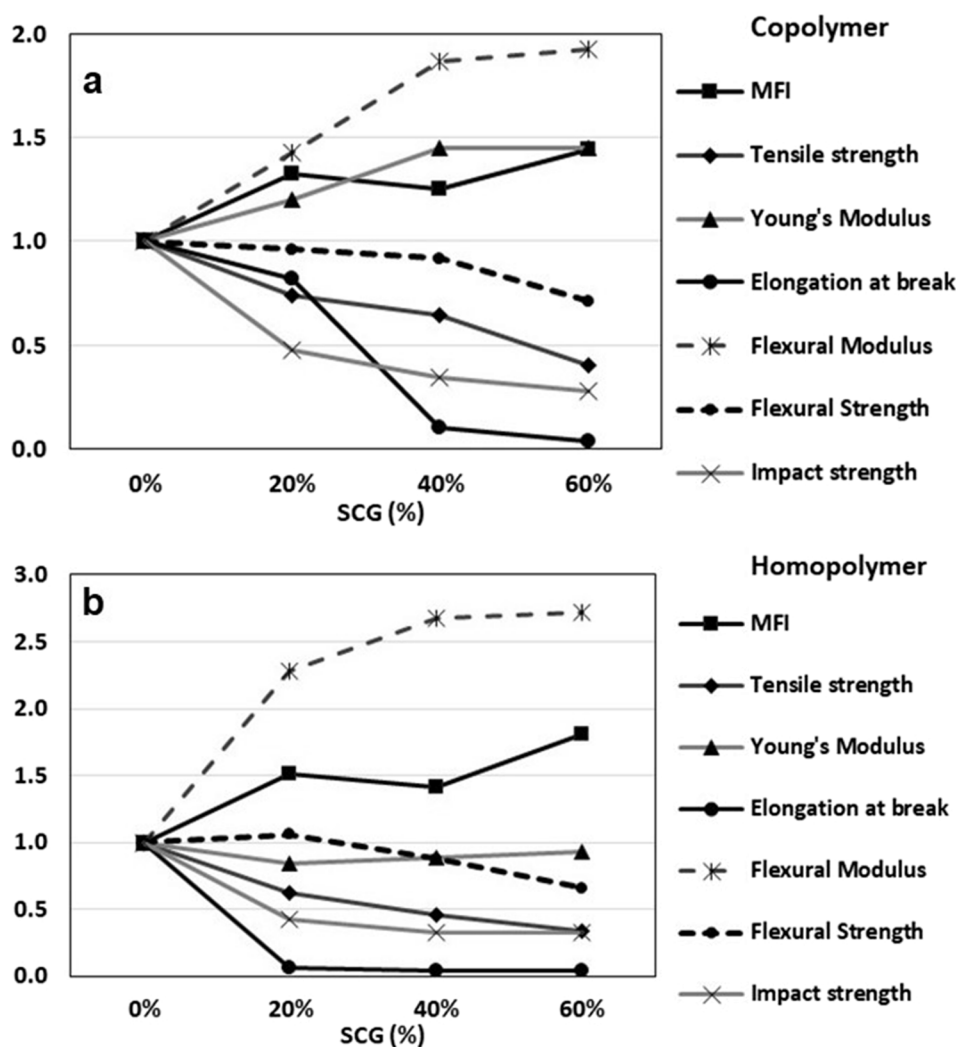 a
2.0
1.5
1.0
0.5
0.0
0% 20% 40% 60%
SCG (%)
Copolymer
MFI
Tensile strength
Young's Modulus
Elongation at break
Flexural Modulus
Flexural Strength
Impact strength
b
3.0
2.5
2.0
1.5
1.0
0.5
0.0
0% 20% 40% 60%
SCG (%)
Homopolymer
MFI
Tensile strength
Young's Modulus
Elongation at break
Flexural Modulus
Flexural Strength
Impact strength